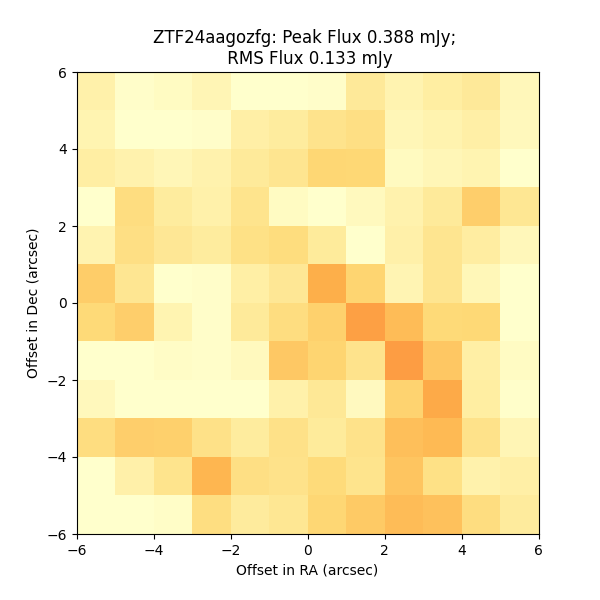 ZTF24aagozfg: Peak Flux 0.388 mJy;
RMS Flux 0.133 mJy
6
4
2
0
−2
−4
−6
Offset in Dec (arcsec)
−6 −4 −2 0 2 4 6
Offset in RA (arcsec)